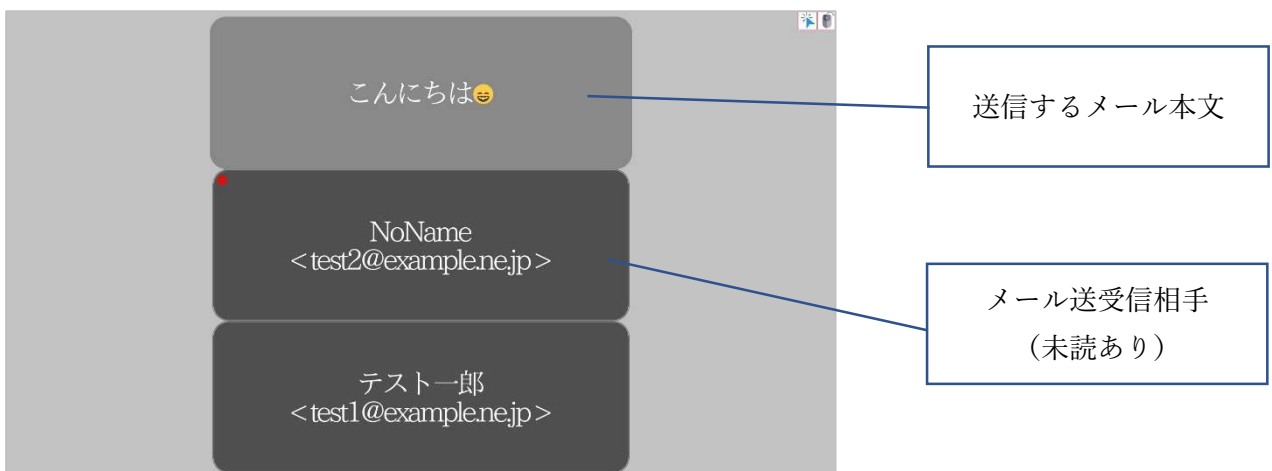 こんにちは😄
送信するメール本文
NoName
<test2@example.ne.jp>
メール送受信相手
（未読あり）
テスト一郎
<test1@example.ne.jp>